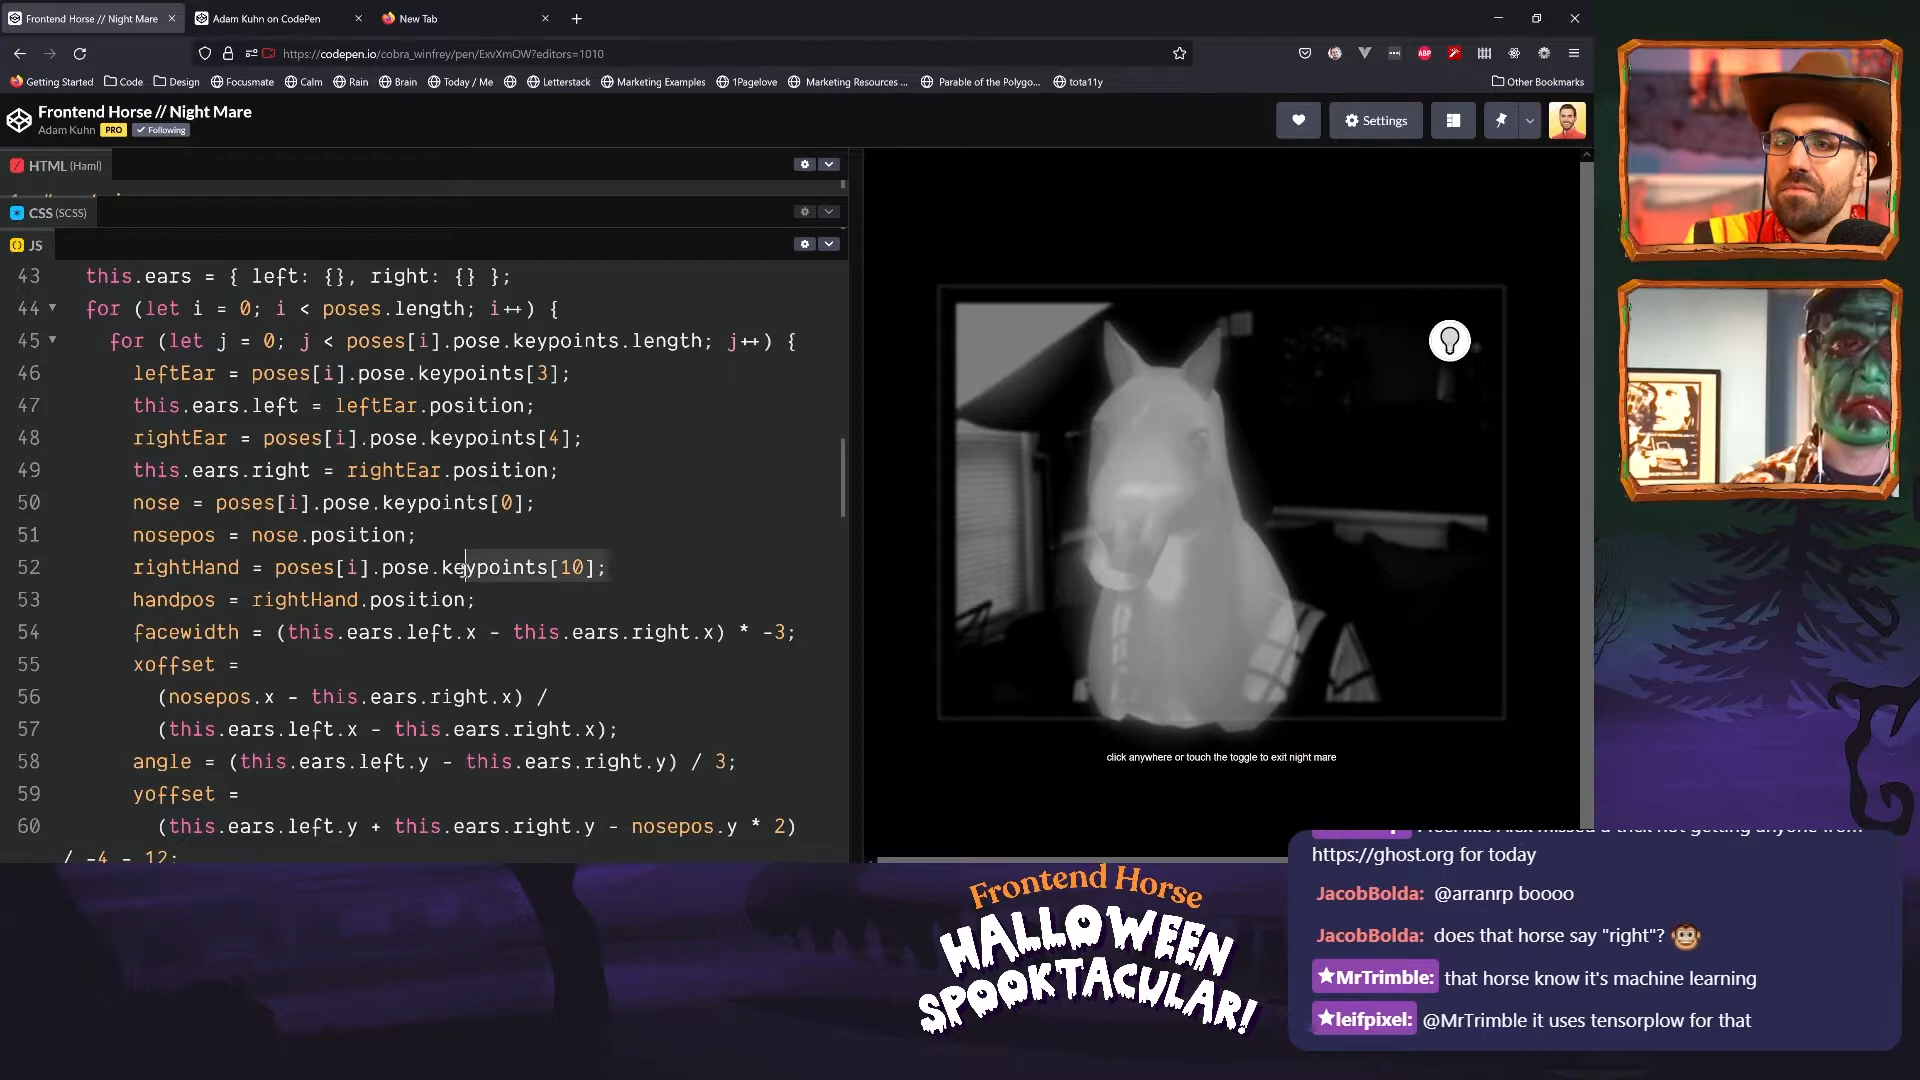 Frontend Horse // Night Mare
Adam Kuhn on CodePen
New Tab
https://codepen.io/cobra_winfrey/pen/ExvXmOW?editors=1010
Getting Started
Code
Design
Focusmate
Calm
Rain
Brain
Today / Me
Letterstack
Marketing Examples
1Pagelove
Marketing Resources ...
Parable of the Polygo...
tota11y
Other Bookmarks
Frontend Horse // Night Mare
Adam Kuhn PRO ✓ Following
Settings
HTML (Haml)
CSS (SCSS)
JS
43 this.ears = { left: {}, right: {} };
44 for (let i = 0; i < poses.length; i++) {
45 for (let j = 0; j < poses[i].pose.keypoints.length; j++) {
46 leftEar = poses[i].pose.keypoints[3];
47 this.ears.left = leftEar.position;
48 rightEar = poses[i].pose.keypoints[4];
49 this.ears.right = rightEar.position;
50 nose = poses[i].pose.keypoints[0];
51 nosepos = nose.position;
52 rightHand = poses[i].pose.keypoints[10];
53 handpos = rightHand.position;
54 facewidth = (this.ears.left.x - this.ears.right.x) * -3;
55 xoffset =
56 (nosepos.x - this.ears.right.x) /
57 (this.ears.left.x - this.ears.right.x);
58 angle = (this.ears.left.y - this.ears.right.y) / 3;
59 yoffset =
60 (this.ears.left.y + this.ears.right.y - nosepos.y * 2)
/ -4 - 12;
click anywhere or touch the toggle to exit night mare
Frontend Horse
HALLOWEEN
SPOOKTACULAR!
https://ghost.org for today
JacobBolda: @arranrp boooo
JacobBolda: does that horse say "right"?
MrTrimble: that horse know it's machine learning
leifpixel: @MrTrimble it uses tensorplow for that